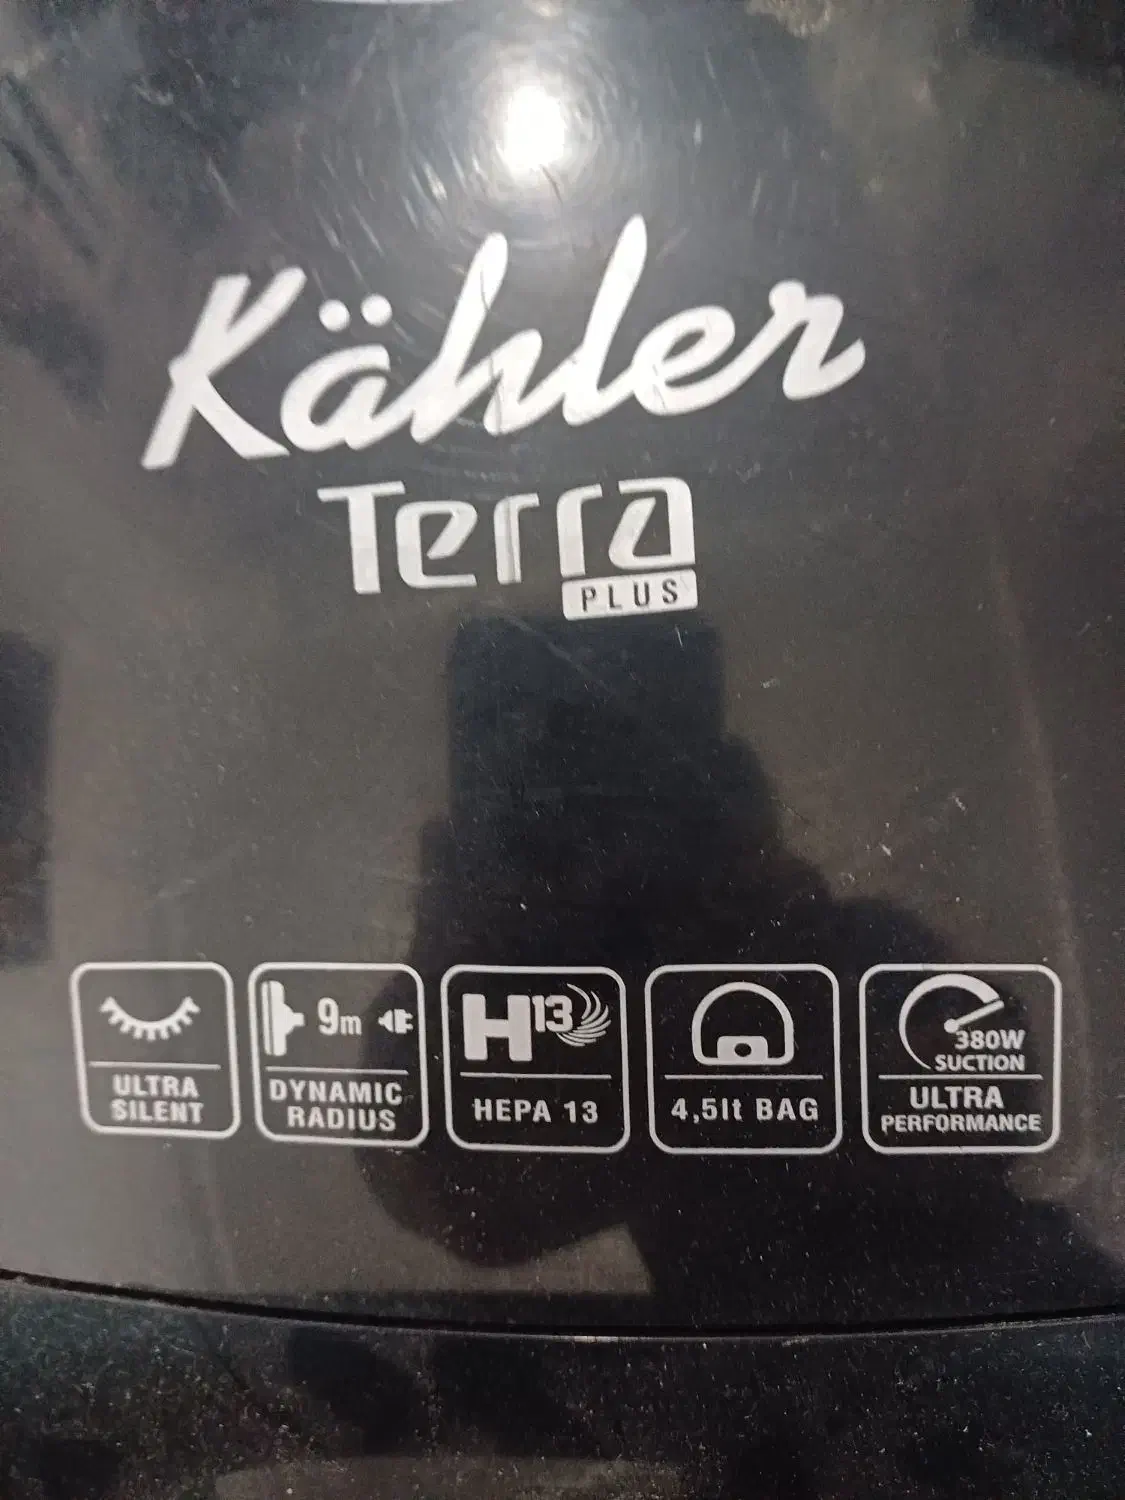 Kähler
Terra
PLUS
ULTRA
SILENT
9m
DYNAMIC
RADIUS
H13
HEPA 13
4,5lt BAG
380W
SUCTION
ULTRA
PERFORMANCE